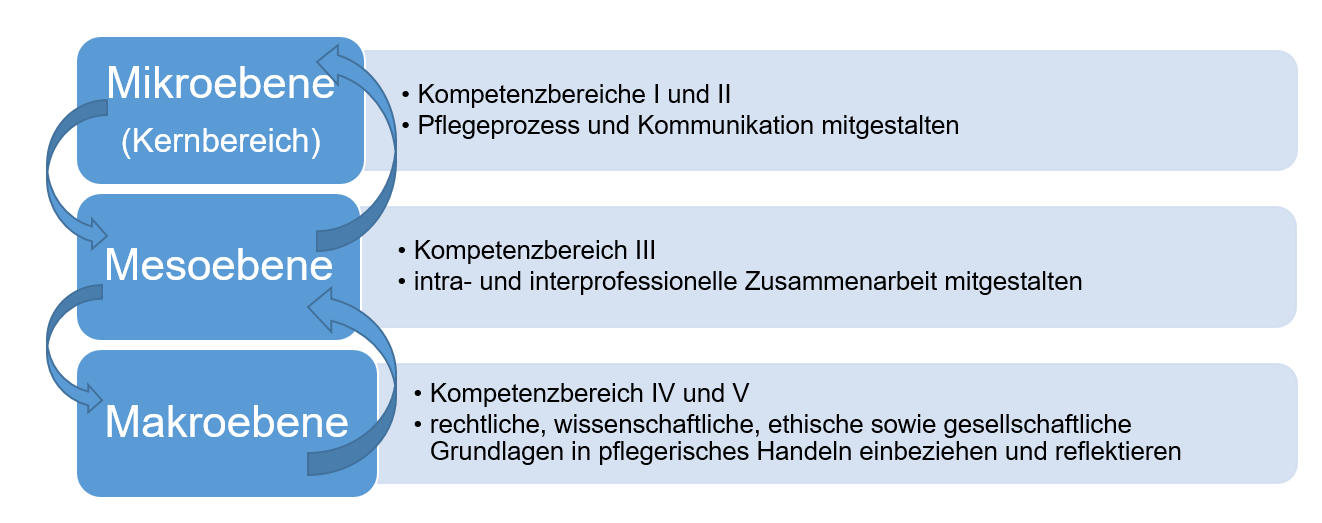 Mikroebene
(Kernbereich)
• Kompetenzbereiche I und II
• Pflegeprozess und Kommunikation mitgestalten
Mesoebene
• Kompetenzbereich III
• intra- und interprofessionelle Zusammenarbeit mitgestalten
Makroebene
• Kompetenzbereich IV und V
• rechtliche, wissenschaftliche, ethische sowie gesellschaftliche
Grundlagen in pflegerisches Handeln einbeziehen und reflektieren